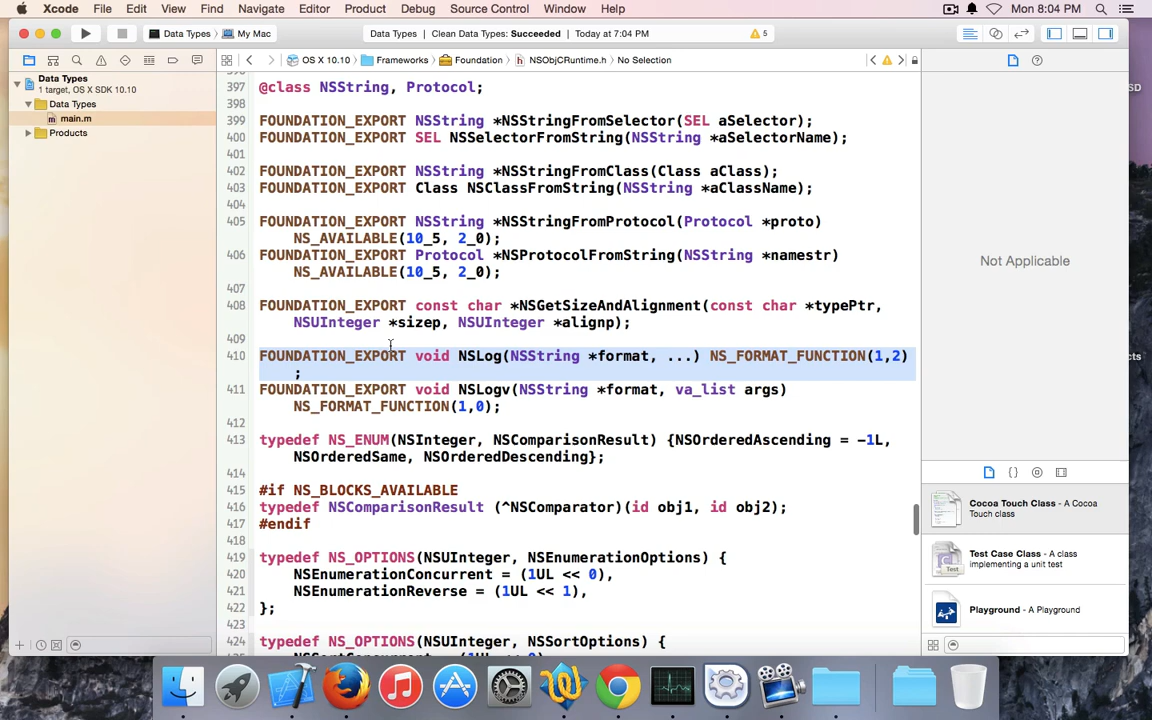 Xcode File Edit View Find Navigate Editor Product Debug Source Control Window Help Mon 8:04 PM
Data Types My Mac Data Types | Clean Data Types: Succeeded | Today at 7:04 PM 5
OS X 10.10 Frameworks Foundation NSObjCRuntime.h No Selection
Data Types
1 target, OS X SDK 10.10
Data Types
main.m
Products
397 @class NSString, Protocol;
398
399 FOUNDATION_EXPORT NSString *NSStringFromSelector(SEL aSelector);
400 FOUNDATION_EXPORT SEL NSSelectorFromString(NSString *aSelectorName);
401
402 FOUNDATION_EXPORT NSString *NSStringFromClass(Class aClass);
403 FOUNDATION_EXPORT Class NSClassFromString(NSString *aClassName);
404
405 FOUNDATION_EXPORT NSString *NSStringFromProtocol(Protocol *proto)
NS_AVAILABLE(10_5, 2_0);
406 FOUNDATION_EXPORT Protocol *NSProtocolFromString(NSString *namestr)
NS_AVAILABLE(10_5, 2_0);
407
408 FOUNDATION_EXPORT const char *NSGetSizeAndAlignment(const char *typePtr,
NSUInteger *sizep, NSUInteger *alignp);
409
410 FOUNDATION_EXPORT void NSLog(NSString *format, ...) NS_FORMAT_FUNCTION(1,2)
;
411 FOUNDATION_EXPORT void NSLogv(NSString *format, va_list args)
NS_FORMAT_FUNCTION(1,0);
412
413 typedef NS_ENUM(NSInteger, NSComparisonResult) {NSOrderedAscending = -1L,
NSOrderedSame, NSOrderedDescending};
414
415 #if NS_BLOCKS_AVAILABLE
416 typedef NSComparisonResult (^NSComparator)(id obj1, id obj2);
417 #endif
418
419 typedef NS_OPTIONS(NSUInteger, NSEnumerationOptions) {
420 NSEnumerationConcurrent = (1UL << 0),
421 NSEnumerationReverse = (1UL << 1),
422 };
423
424 typedef NS_OPTIONS(NSUInteger, NSSortOptions) {
Not Applicable
Cocoa Touch Class - A Cocoa
Touch class
Test Case Class - A class
implementing a unit test
Test
Playground - A Playground
SD
cts